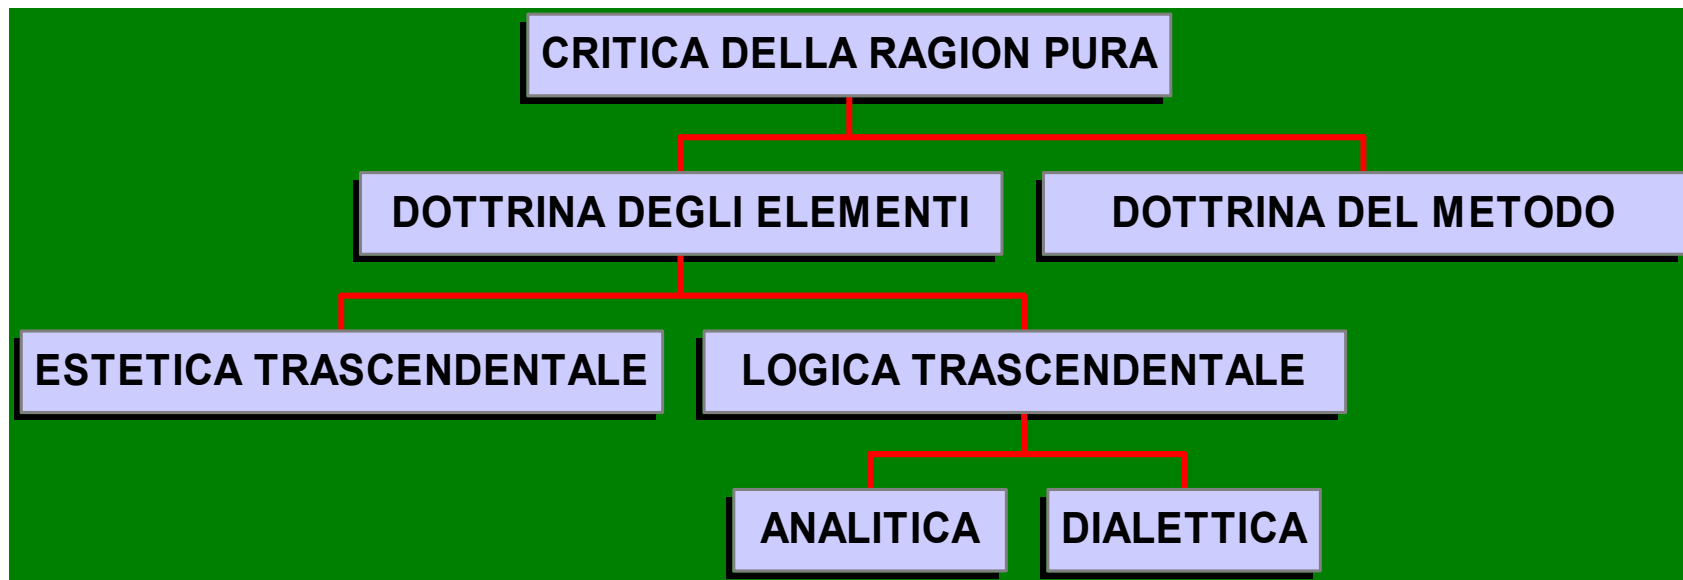 CRITICA DELLA RAGION PURA
DOTTRINA DEGLI ELEMENTI
DOTTRINA DEL METODO
ESTETICA TRASCENDENTALE
LOGICA TRASCENDENTALE
ANALITICA
DIALETTICA